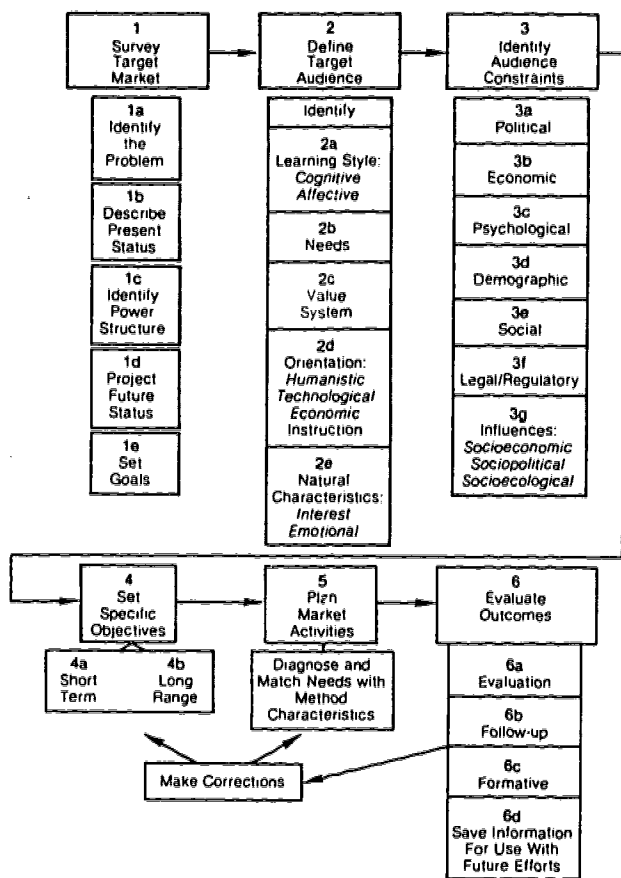 1
Survey
Target
Market
1a
Identify
the
Problem
1b
Describe
Present
Status
1c
Identify
Power
Structure
1d
Project
Future
Status
1e
Set
Goals
2
Define
Target
Audience
Identify
2a
Learning Style:
Cognitive
Affective
2b
Needs
2c
Value
System
2d
Orientation:
Humanistic
Technological
Economic
Instruction
2e
Natural
Characteristics:
Interest
Emotional
3
Identify
Audience
Constraints
3a
Political
3b
Economic
3c
Psychological
3d
Demographic
3e
Social
3f
Legal/Regulatory
3g
Influences:
Socioeconomic
Sociopolitical
Socioecological
4
Set
Specific
Objectives
4a
Short
Term
4b
Long
Range
5
Plan
Market
Activities
Diagnose and
Match Needs with
Method
Characteristics
Make Corrections
6
Evaluate
Outcomes
6a
Evaluation
6b
Follow-up
6c
Formative
6d
Save Information
For Use With
Future Efforts